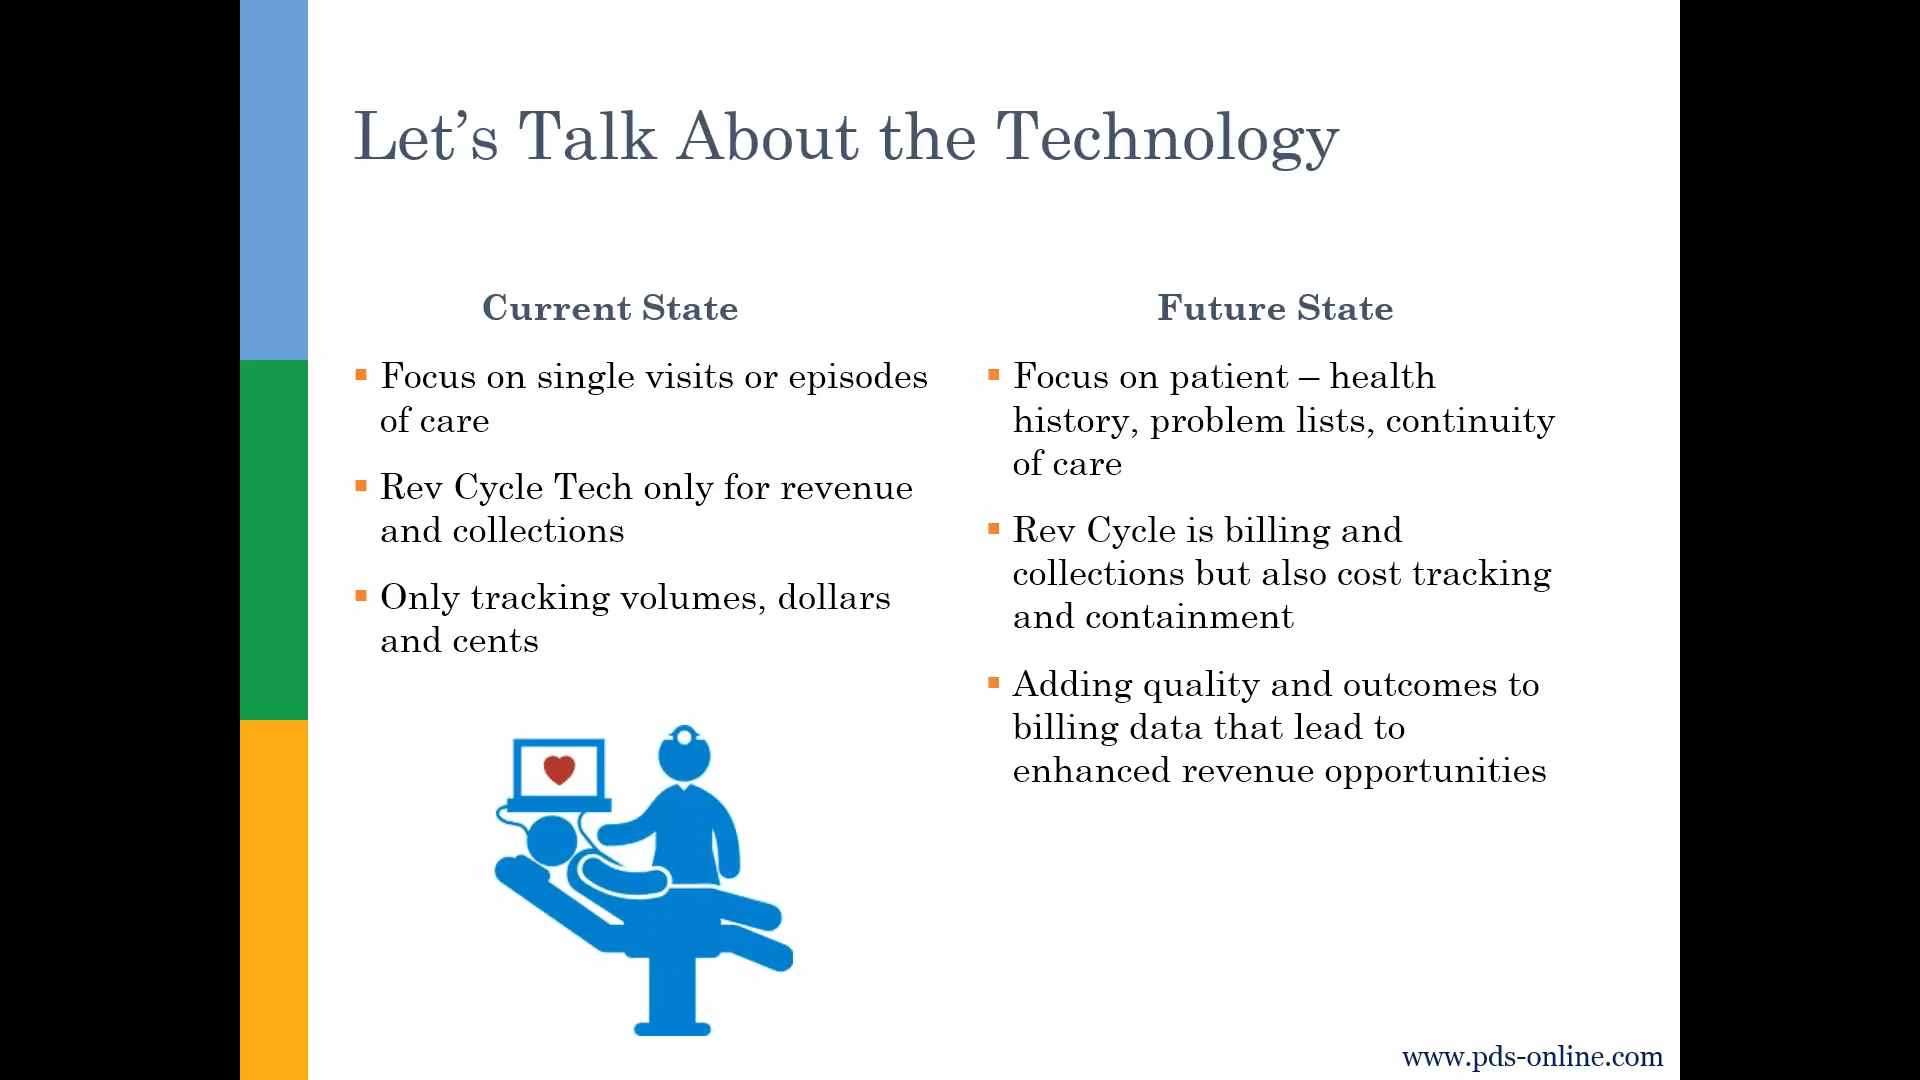 Let’s Talk About the Technology
Current State
▪ Focus on single visits or episodes
of care
▪ Rev Cycle Tech only for revenue
and collections
▪ Only tracking volumes, dollars
and cents
Future State
▪ Focus on patient – health
history, problem lists, continuity
of care
▪ Rev Cycle is billing and
collections but also cost tracking
and containment
▪ Adding quality and outcomes to
billing data that lead to
enhanced revenue opportunities
www.pds-online.com